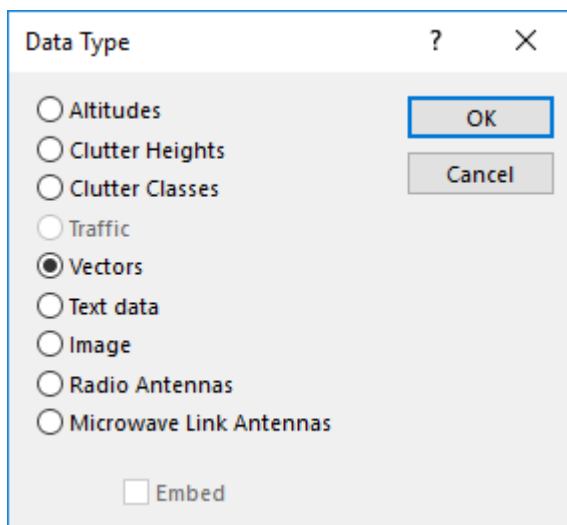 Data Type ?
Altitudes
OK
Clutter Heights
Clutter Classes
Cancel
Traffic
Vectors
Text data
Image
Radio Antennas
Microwave Link Antennas
Embed